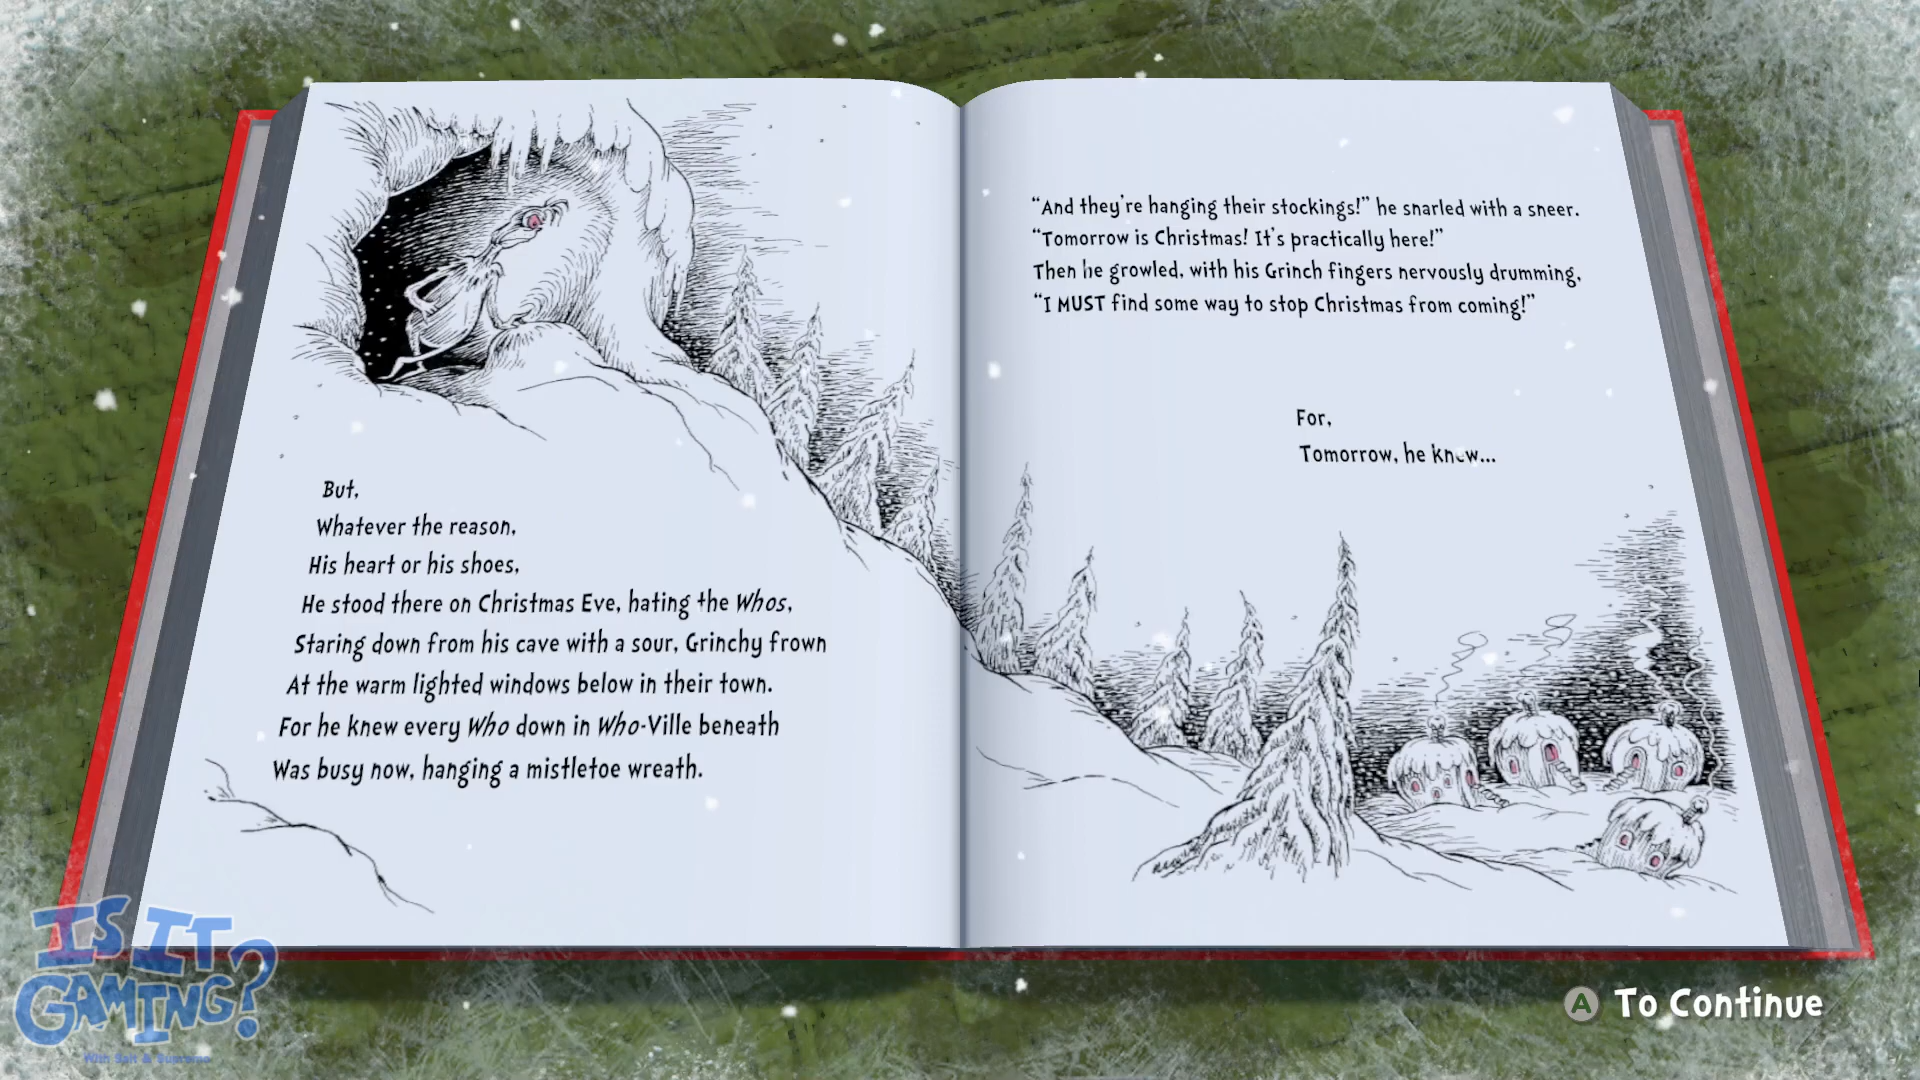 But,
Whatever the reason,
His heart or his shoes,
He stood there on Christmas Eve, hating the Whos,
Staring down from his cave with a sour, Grinchy frown
At the warm lighted windows below in their town.
For he knew every Who down in Who-Ville beneath
Was busy now, hanging a mistletoe wreath.
“And they're hanging their stockings!” he snarled with a sneer.
“Tomorrow is Christmas! It's practically here!”
Then he growled, with his Grinch fingers nervously drumming,
“I MUST find some way to stop Christmas from coming!”
For,
Tomorrow, he knew...
IS IT
GAMING?
With Salt &
A To Continue